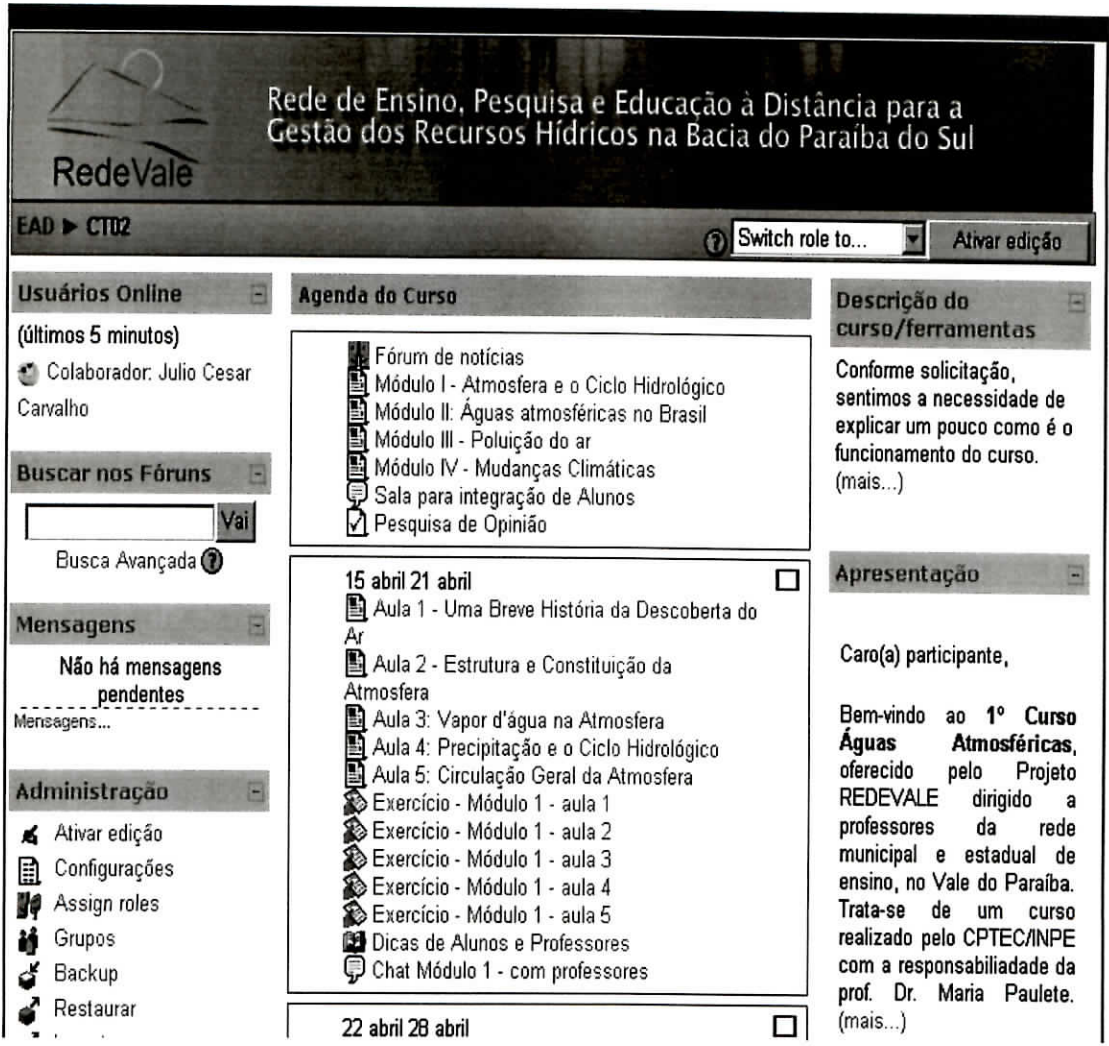 Rede de Ensino, Pesquisa e Educação à Distância para a
Gestão dos Recursos Hídricos na Bacia do Paraíba do Sul
RedeVale
EAD ► CT02
Switch role to...
Ativar edição
Usuários Online
(últimos 5 minutos)
Colaborador: Julio Cesar
Carvalho
Buscar nos Fóruns
Vai
Busca Avançada
Mensagens
Não há mensagens
pendentes
Mensagens...
Administração
Ativar edição
Configurações
Assign roles
Grupos
Backup
Restaurar
Agenda do Curso
Fórum de notícias
Módulo I - Atmosfera e o Ciclo Hidrológico
Módulo II: Águas atmosféricas no Brasil
Módulo III - Poluição do ar
Módulo IV - Mudanças Climáticas
Sala para integração de Alunos
Pesquisa de Opinião
15 abril 21 abril
Aula 1 - Uma Breve História da Descoberta do
Ar
Aula 2 - Estrutura e Constituição da
Atmosfera
Aula 3: Vapor d'água na Atmosfera
Aula 4: Precipitação e o Ciclo Hidrológico
Aula 5: Circulação Geral da Atmosfera
Exercício - Módulo 1 - aula 1
Exercício - Módulo 1 - aula 2
Exercício - Módulo 1 - aula 3
Exercício - Módulo 1 - aula 4
Exercício - Módulo 1 - aula 5
Dicas de Alunos e Professores
Chat Módulo 1 - com professores
22 abril 28 abril
Descrição do
curso/ferramentas
Conforme solicitação,
sentimos a necessidade de
explicar um pouco como é o
funcionamento do curso.
(mais...)
Apresentação
Caro(a) participante,
Bem-vindo ao 1º Curso
Águas Atmosféricas,
oferecido pelo Projeto
REDEVALE dirigido a
professores da rede
municipal e estadual de
ensino, no Vale do Paraíba.
Trata-se de um curso
realizado pelo CPTEC/INPE
com a responsabiliadade da
prof. Dr. Maria Paulete.
(mais...)